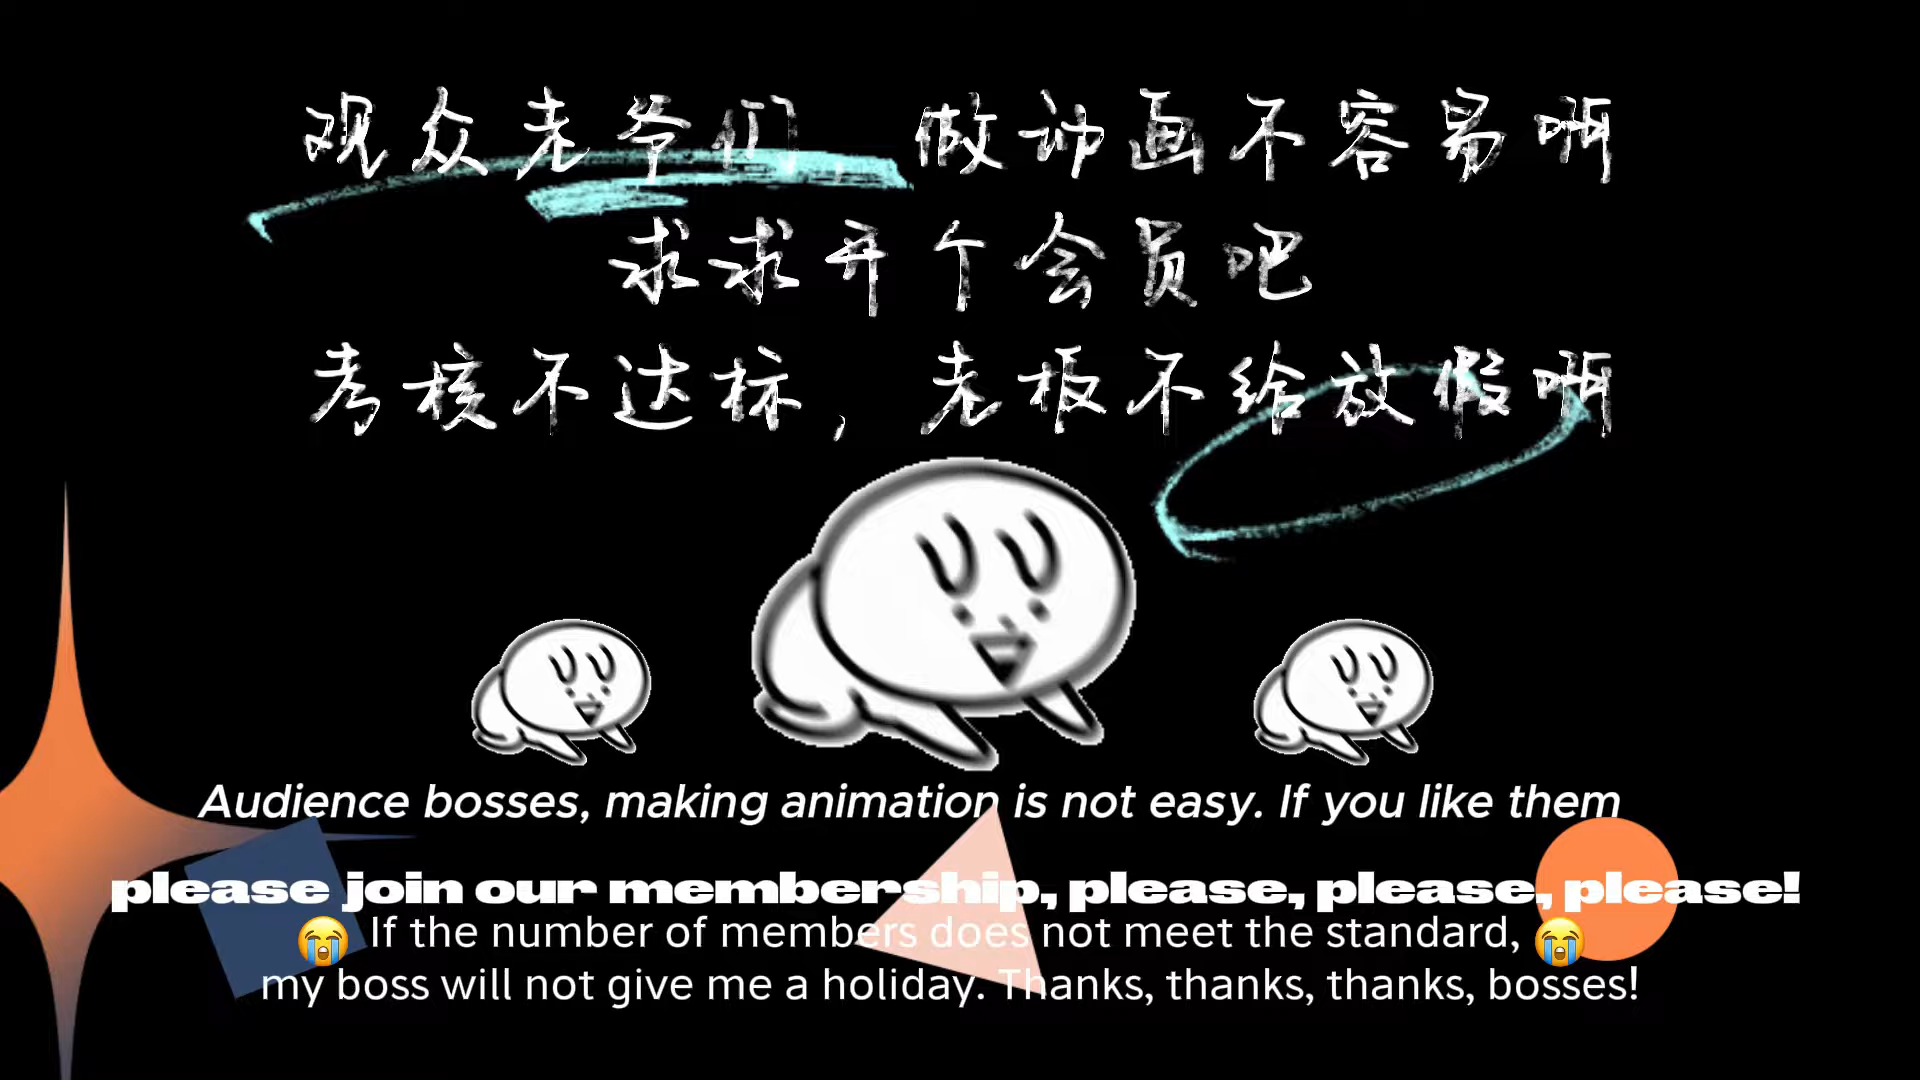 观众老爷们，做动画不容易啊
求求开个会员吧
考核不达标，老板不给放假啊
Audience bosses, making animation is not easy. If you like them
please join our membership, please, please, please!
😭 If the number of members does not meet the standard, 😭
my boss will not give me a holiday. Thanks, thanks, thanks, bosses!